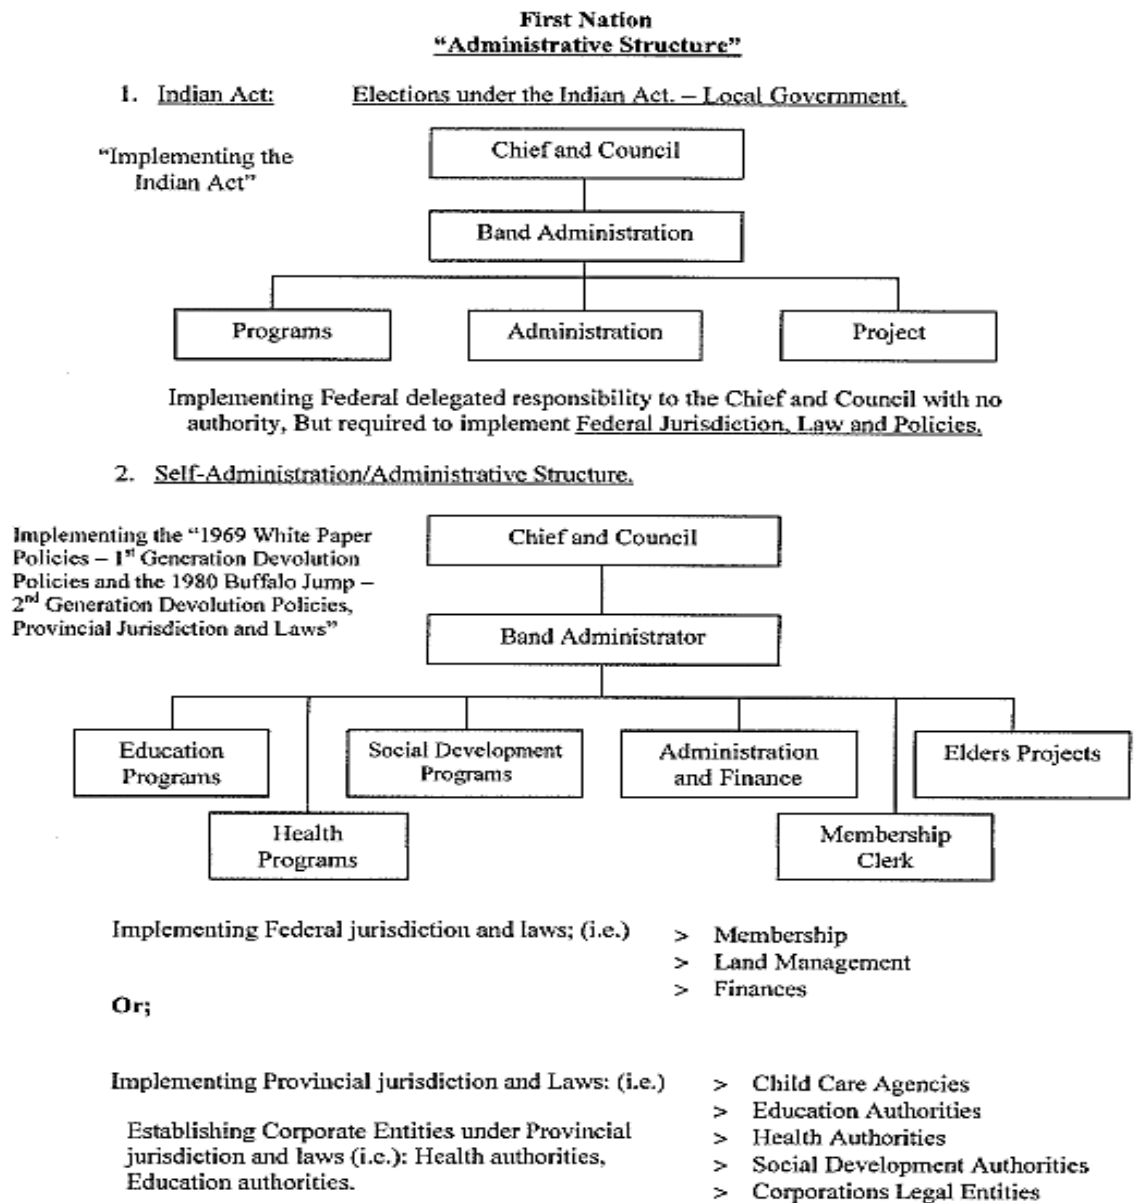 First Nation
“Administrative Structure”
1. Indian Act: Elections under the Indian Act. – Local Government.
“Implementing the
Indian Act”
Chief and Council
Band Administration
Programs Administration Project
Implementing Federal delegated responsibility to the Chief and Council with no
authority, But required to implement Federal Jurisdiction, Law and Policies.
2. Self-Administration/Administrative Structure.
Implementing the “1969 White Paper
Policies – 1st Generation Devolution
Policies and the 1980 Buffalo Jump –
2nd Generation Devolution Policies,
Provincial Jurisdiction and Laws”
Chief and Council
Band Administrator
Education
Programs
Social Development
Programs
Administration
and Finance
Elders Projects
Health
Programs
Membership
Clerk
Implementing Federal jurisdiction and laws; (i.e.)
> Membership
> Land Management
> Finances
Or;
Implementing Provincial jurisdiction and Laws: (i.e.)
Establishing Corporate Entities under Provincial
jurisdiction and laws (i.e.): Health authorities,
Education authorities.
> Child Care Agencies
> Education Authorities
> Health Authorities
> Social Development Authorities
> Corporations Legal Entities